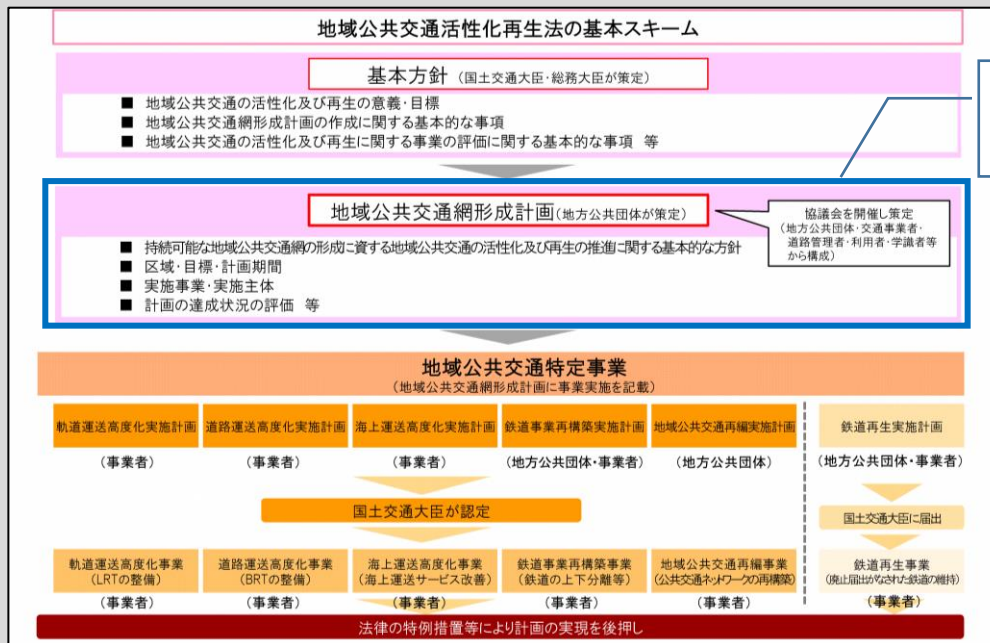 地域公共交通活性化再生法の基本スキーム
基本方針（国土交通大臣・総務大臣が策定）
■ 地域公共交通の活性化及び再生の意義・目標
■ 地域公共交通網形成計画の作成に関する基本的な事項
■ 地域公共交通の活性化及び再生に関する事業の評価に関する基本的な事項 等
地域公共交通網形成計画（地方公共団体が策定）
協議会を開催し策定
（地方公共団体・交通事業者・
道路管理者・利用者・学識者等
から構成）
■ 持続可能な地域公共交通網の形成に資する地域公共交通の活性化及び再生の推進に関する基本的な方針
■ 区域・目標・計画期間
■ 実施事業・実施主体
■ 計画の達成状況の評価 等
地域公共交通特定事業
（地域公共交通網形成計画に事業実施を記載）
軌道運送高度化実施計画 道路運送高度化実施計画 海上運送高度化実施計画 鉄道事業再構築実施計画 地域公共交通再編実施計画 鉄道再生実施計画
（事業者） （事業者） （事業者） （地方公共団体・事業者） （地方公共団体） （地方公共団体・事業者）
国土交通大臣が認定 国土交通大臣に届出
軌道運送高度化事業 道路運送高度化事業 海上運送高度化事業 鉄道事業再構築事業 地域公共交通再編事業 鉄道再生事業
（LRTの整備） （BRTの整備） （海上運送サービス改善） （鉄道の上下分離等） （公共交通ネットワークの再構築） （廃止届出がなされた鉄道の維持）
（事業者） （事業者） （事業者） （事業者） （事業者） （事業者）
法律の特例措置等により計画の実現を後押し